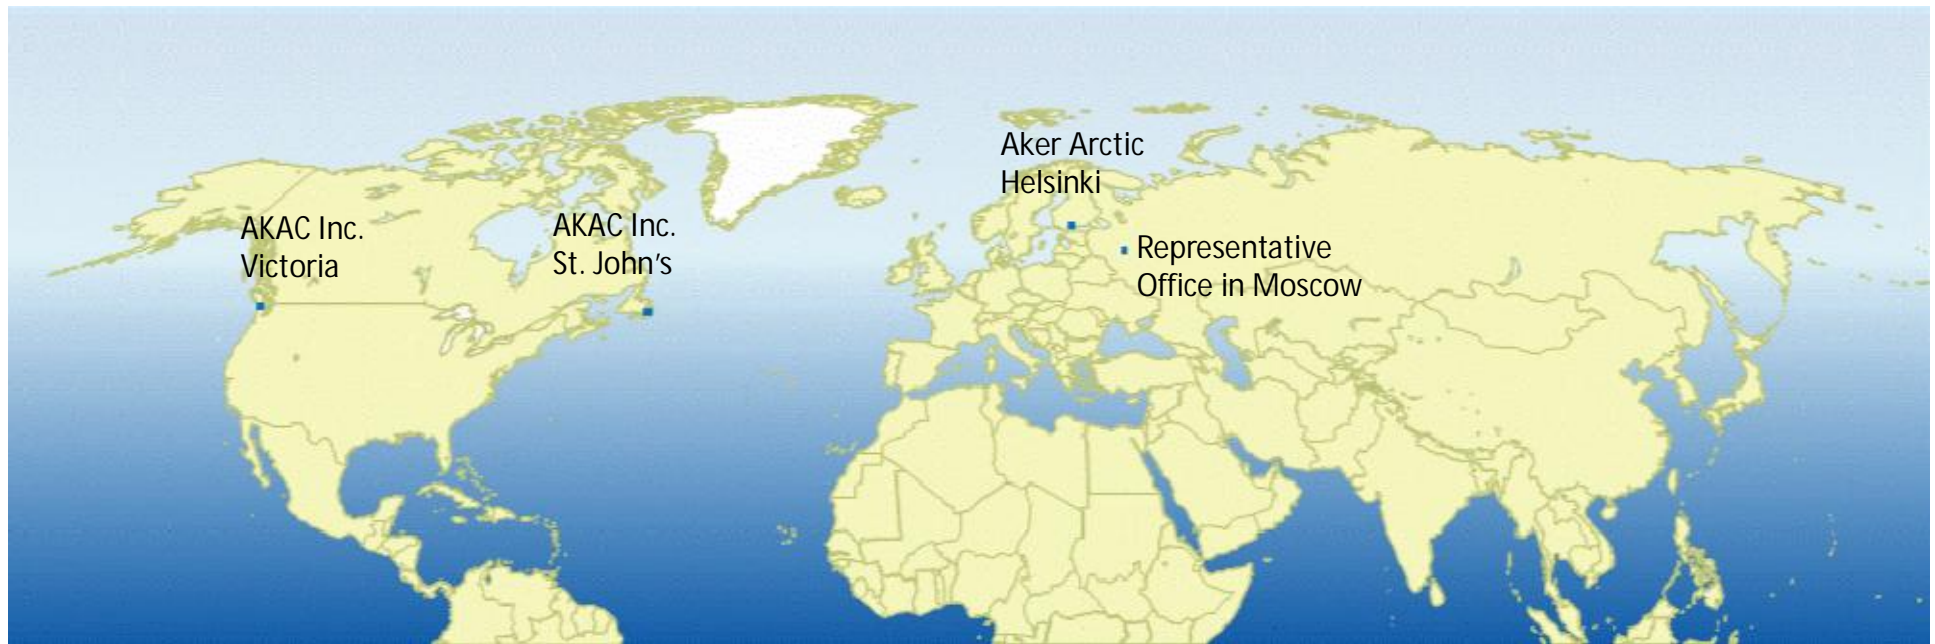 Aker Arctic
Helsinki
AKAC Inc.
Victoria
AKAC Inc.
St. John's
Representative
Office in Moscow